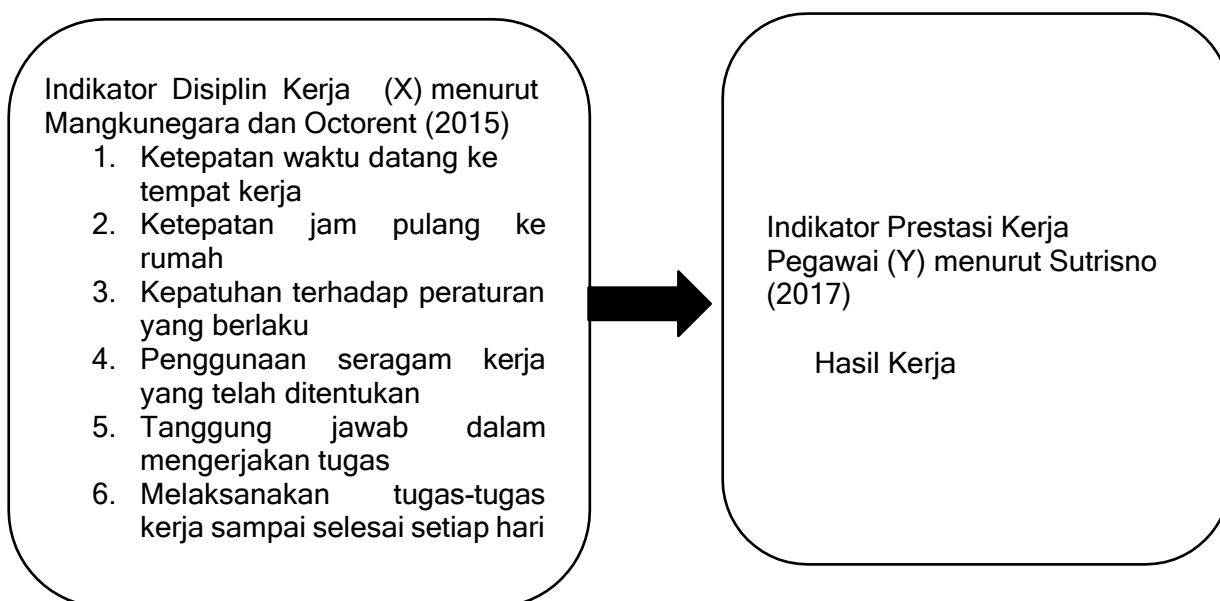 Indikator Disiplin Kerja (X) menurut
Mangkunegara dan Octorent (2015)
1. Ketepatan waktu datang ke
tempat kerja
2. Ketepatan jam pulang ke
rumah
3. Kepatuhan terhadap peraturan
yang berlaku
4. Penggunaan seragam kerja
yang telah ditentukan
5. Tanggung jawab dalam
mengerjakan tugas
6. Melaksanakan tugas-tugas
kerja sampai selesai setiap hari
Indikator Prestasi Kerja
Pegawai (Y) menurut Sutrisno
(2017)
Hasil Kerja